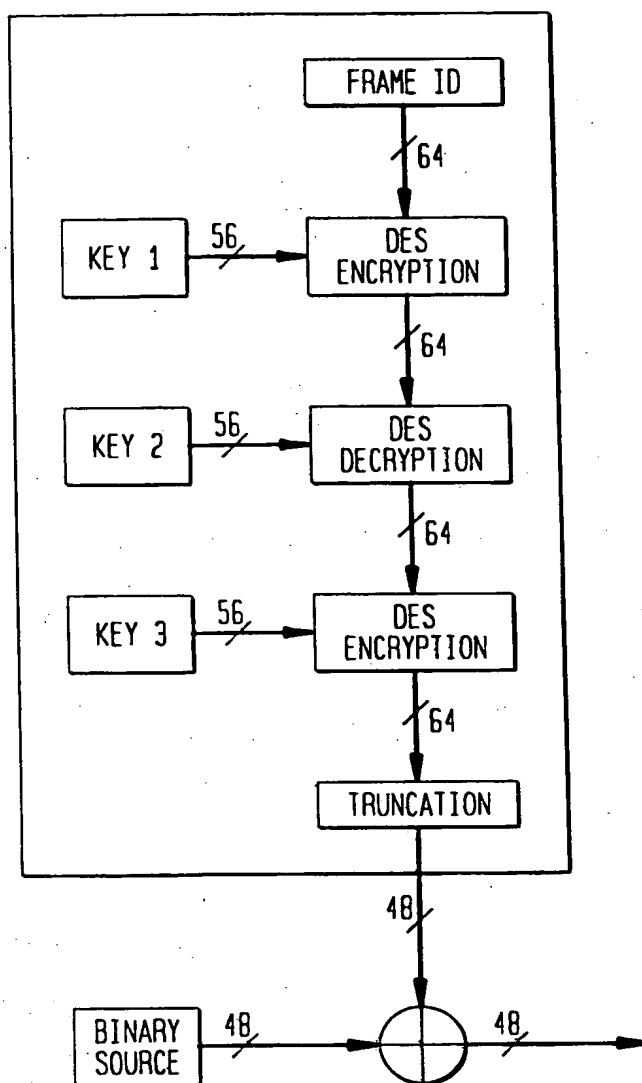 FRAME ID
64
KEY 1
56
DES
ENCRYPTION
64
KEY 2
56
DES
DECRYPTION
64
KEY 3
56
DES
ENCRYPTION
64
TRUNCATION
48
BINARY
SOURCE
48
48